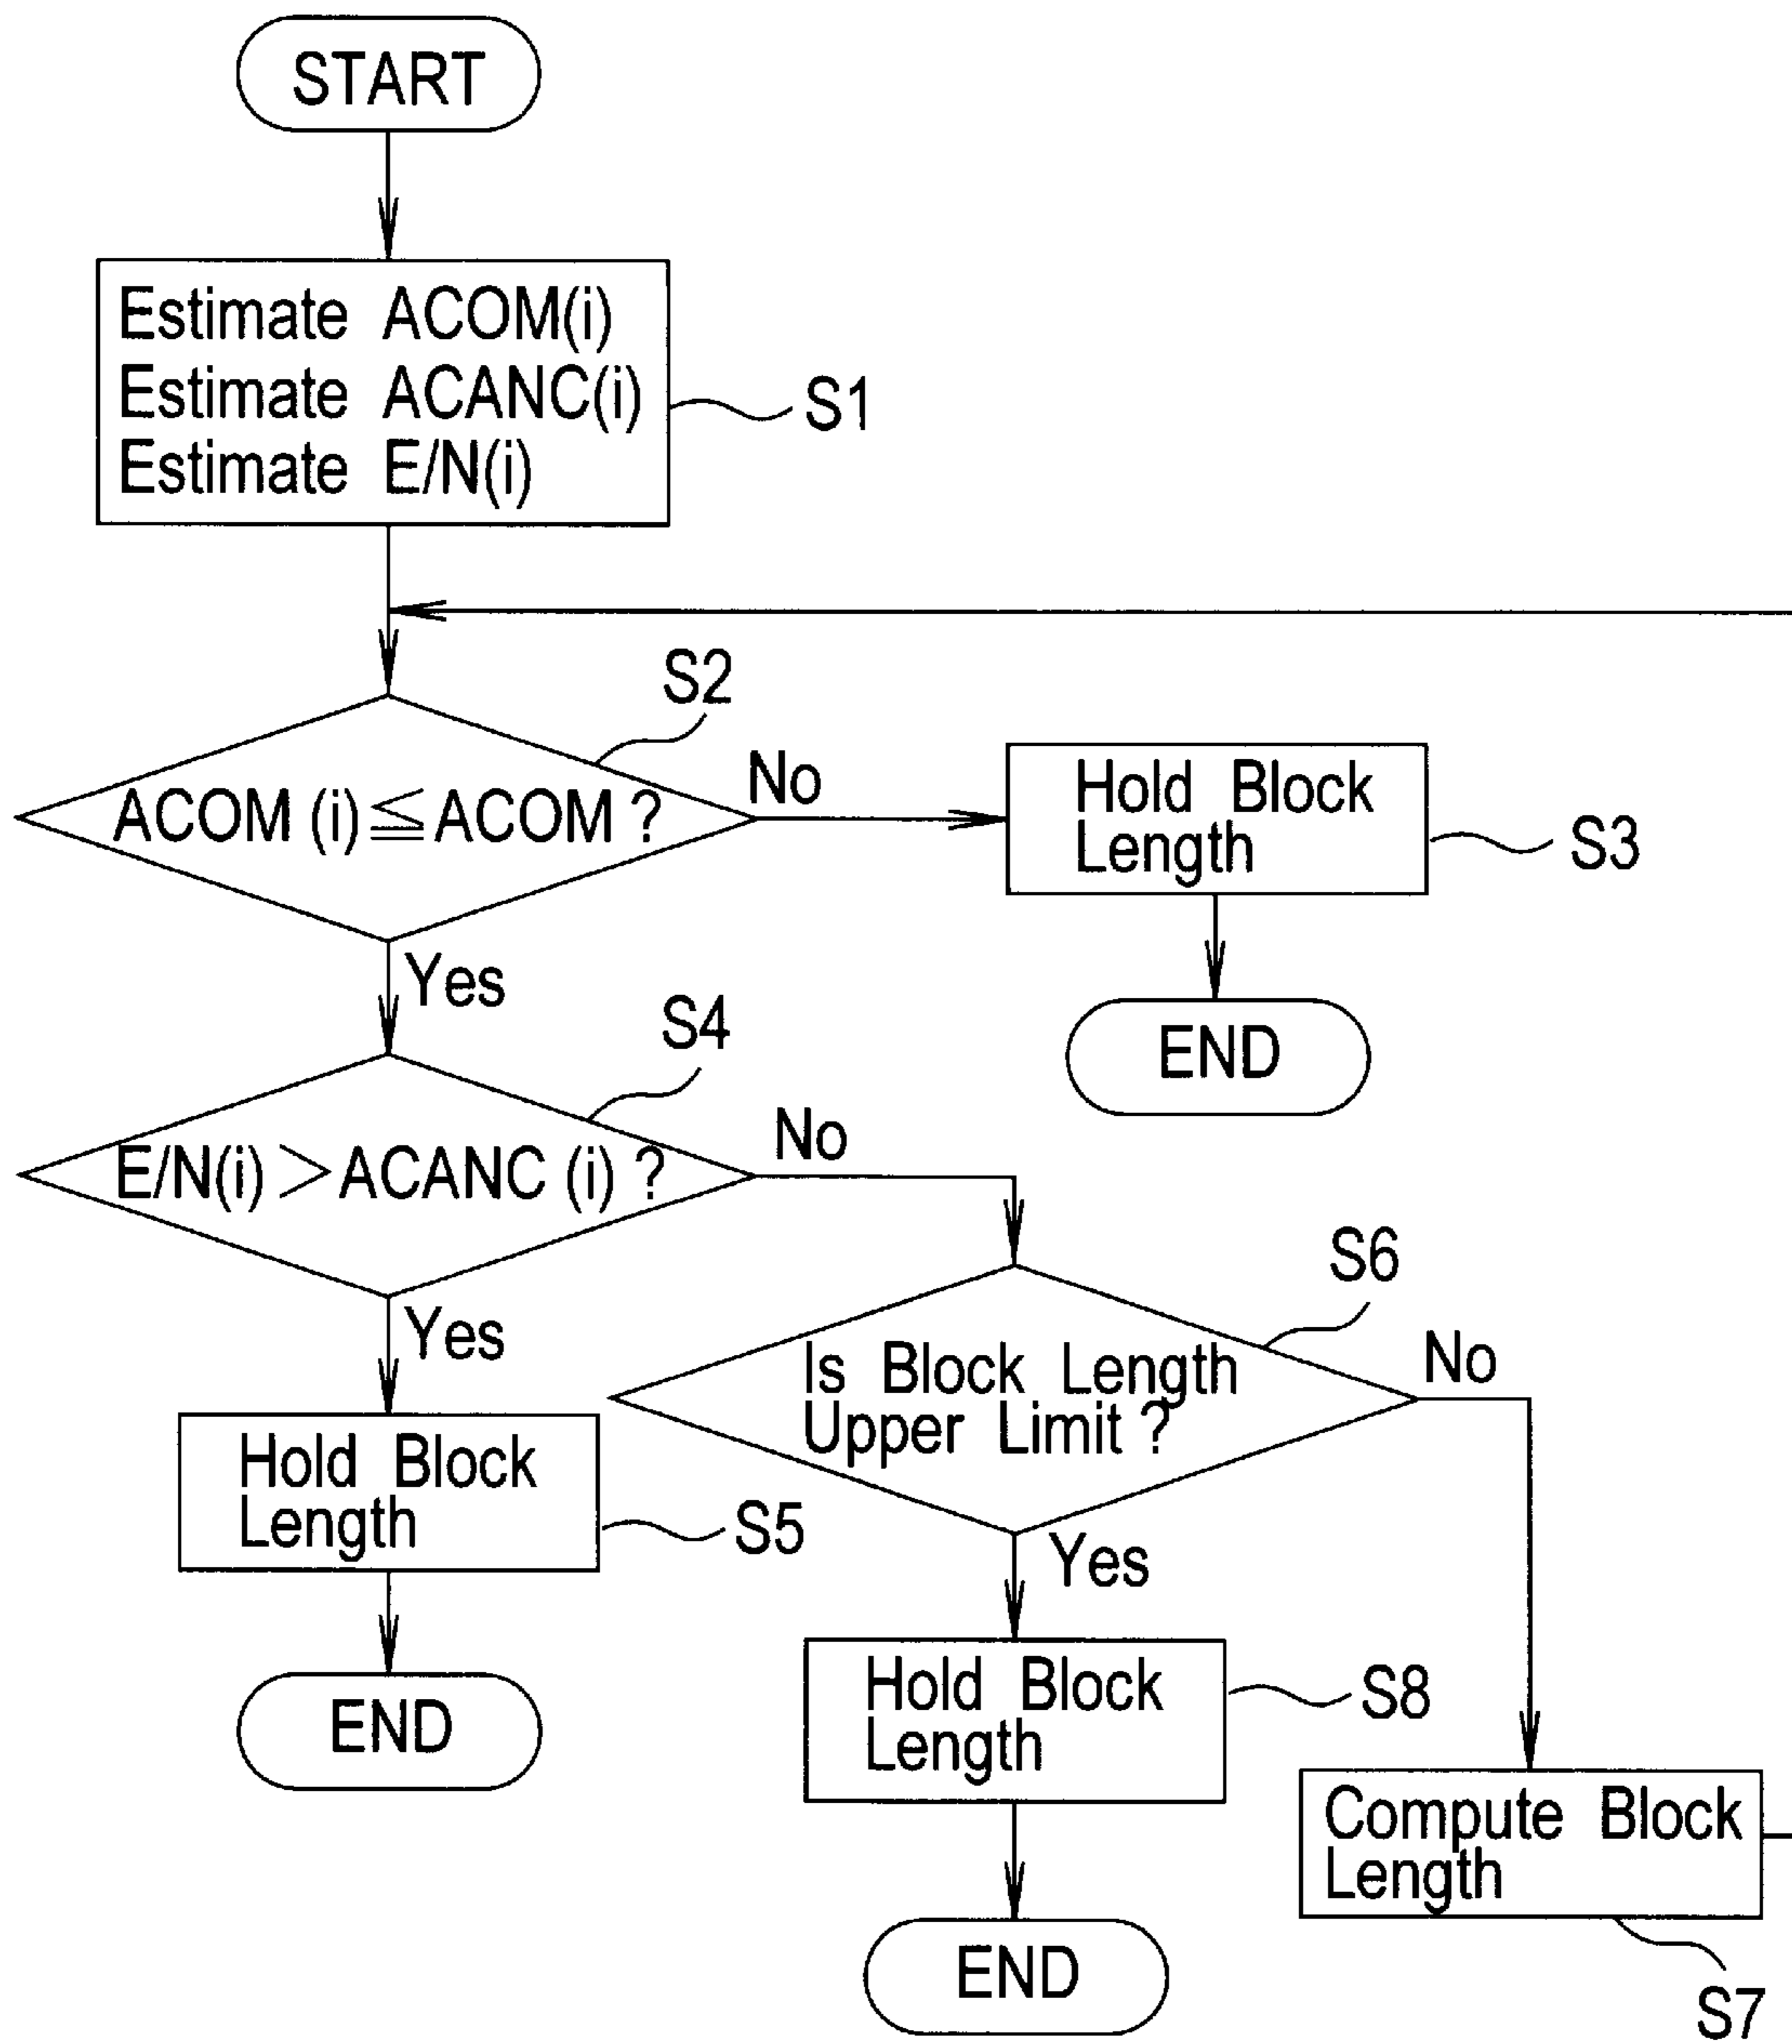 START
Estimate ACOM(i)
Estimate ACANC(i)
Estimate E/N(i)
S1
S2
ACOM (i)≦ACOM ?
No
Hold Block
Length
S3
Yes
END
S4
E/N(i)>ACANC (i) ?
No
S6
Yes
Is Block Length
Upper Limit ?
No
Hold Block
Length
S5
Yes
END
Hold Block
Length
S8
Compute Block
Length
END
S7